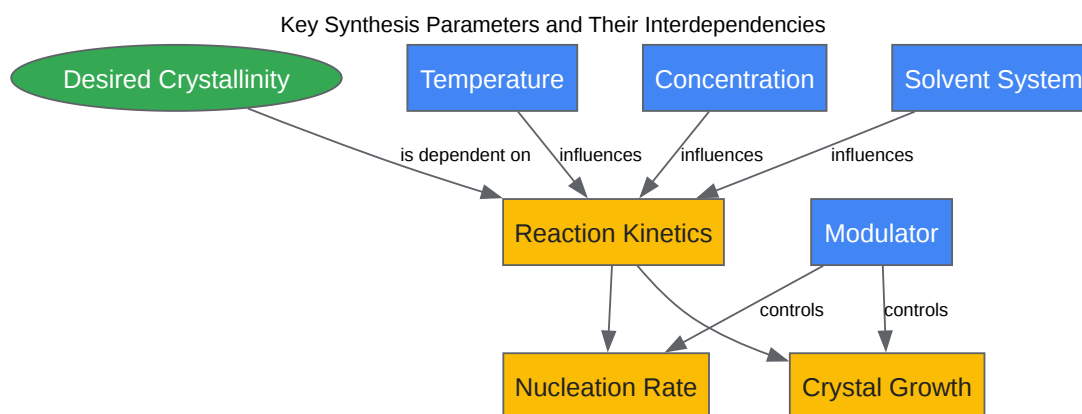 Key Synthesis Parameters and Their Interdependencies
Desired Crystallinity
Temperature
Concentration
Solvent System
is dependent on
influences
influences
influences
Reaction Kinetics
Modulator
controls
controls
Nucleation Rate
Crystal Growth